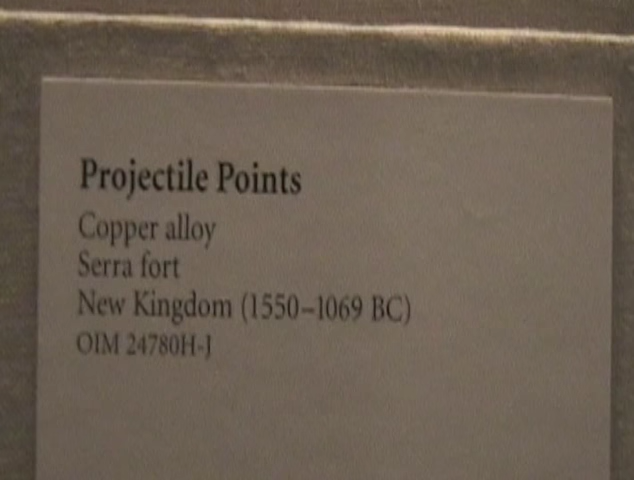 Projectile Points
Copper alloy
Serra fort
New Kingdom (1550–1069 BC)
OIM 24780H-J